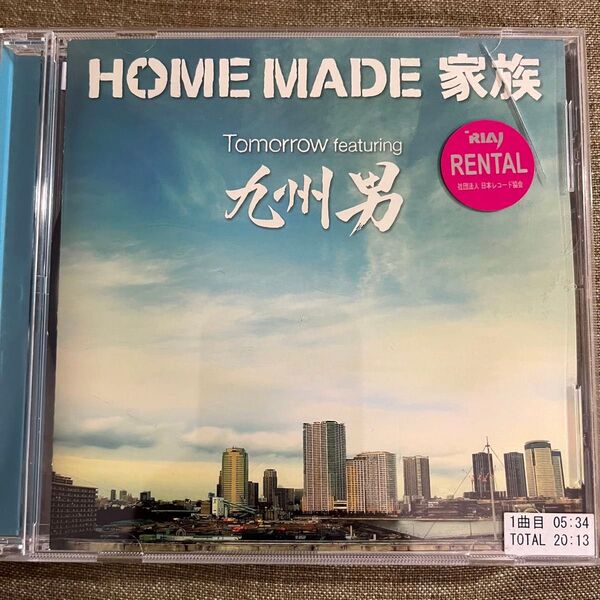 HOME MADE 家族
Tomorrow featuring
九州男
RIAJ
RENTAL
社団法人 日本レコード協会
1曲目 05:34
TOTAL 20:13